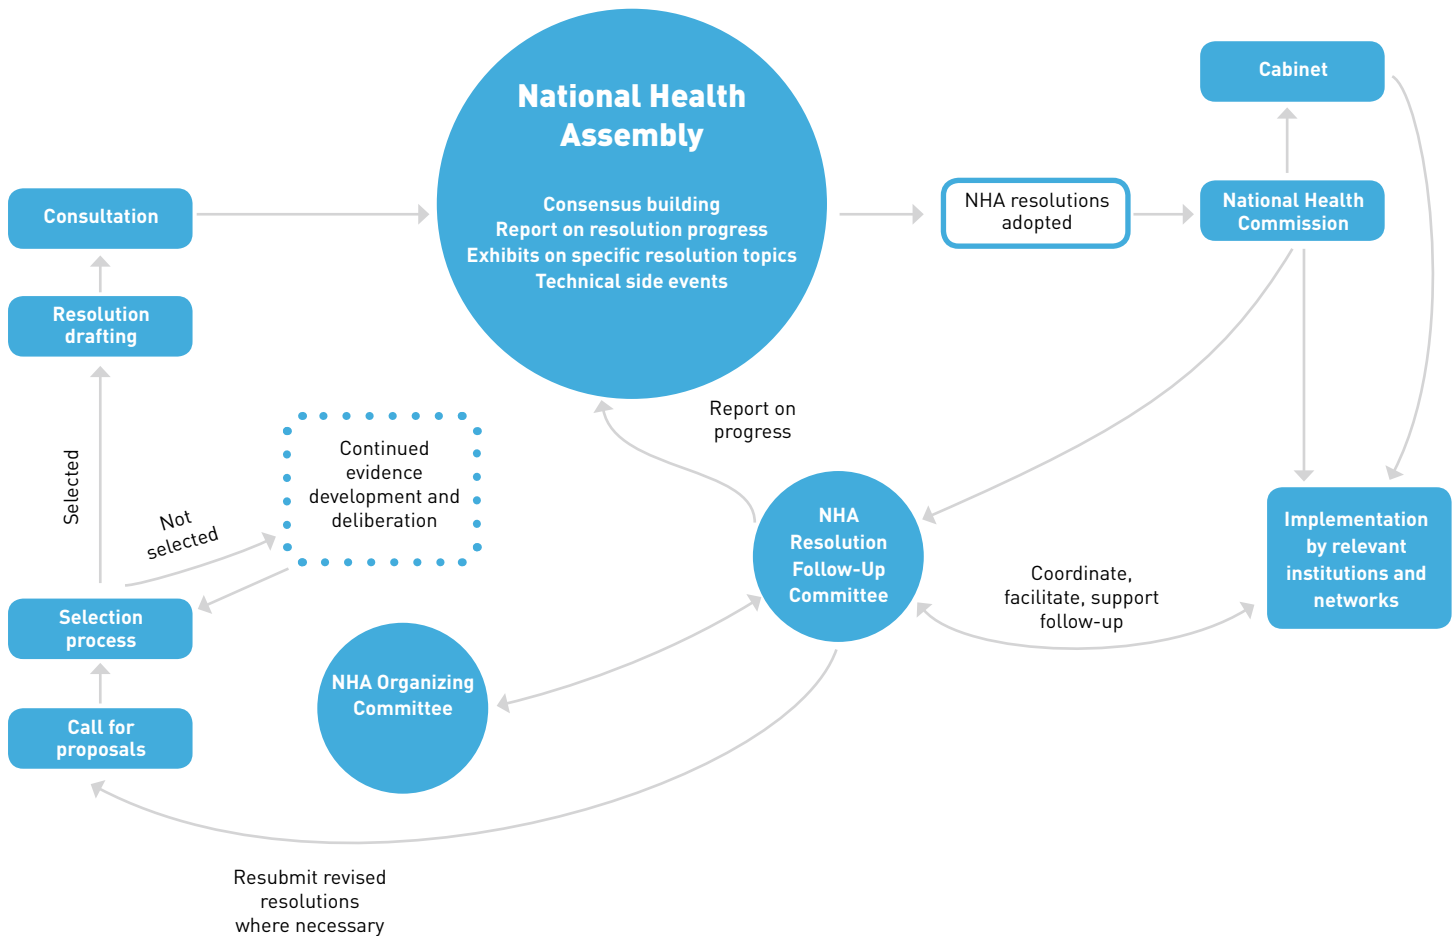 National Health
Assembly
Consensus building
Report on resolution progress
Exhibits on specific resolution topics
Technical side events
Cabinet
National Health
Commission
NHA resolutions
adopted
Consultation
Resolution
drafting
Selected
Not
selected
Continued
evidence
development and
deliberation
Selection
process
Call for
proposals
Report on
progress
NHA
Resolution
Follow-Up
Committee
NHA Organizing
Committee
Coordinate,
facilitate, support
follow-up
Implementation
by relevant
institutions and
networks
Resubmit revised
resolutions
where necessary